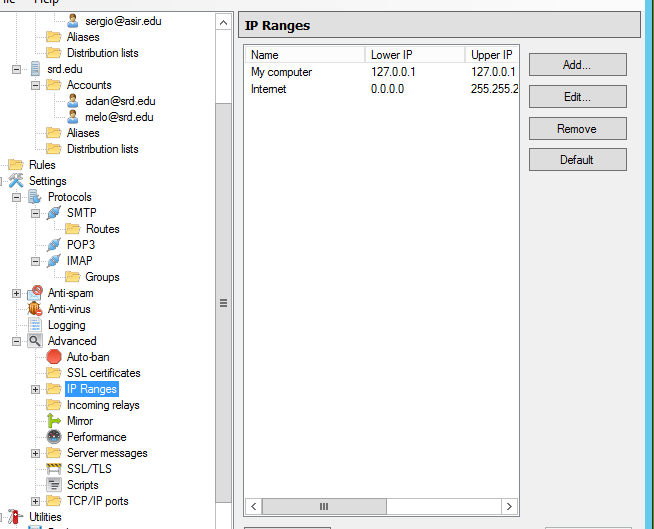 Help
sergio@asir.edu
Aliases
Distribution lists
srd.edu
Accounts
adan@srd.edu
melo@srd.edu
Aliases
Distribution lists
Rules
Settings
Protocols
SMTP
Routes
POP3
IMAP
Groups
Anti-spam
Anti-virus
Logging
Advanced
Auto-ban
SSL certificates
IP Ranges
Incoming relays
Mirror
Performance
Server messages
SSL/TLS
Scripts
TCP/IP ports
Utilities
IP Ranges
Name Lower IP Upper IP
My computer 127.0.0.1 127.0.0.1
Internet 0.0.0.0 255.255.2
Add...
Edit...
Remove
Default